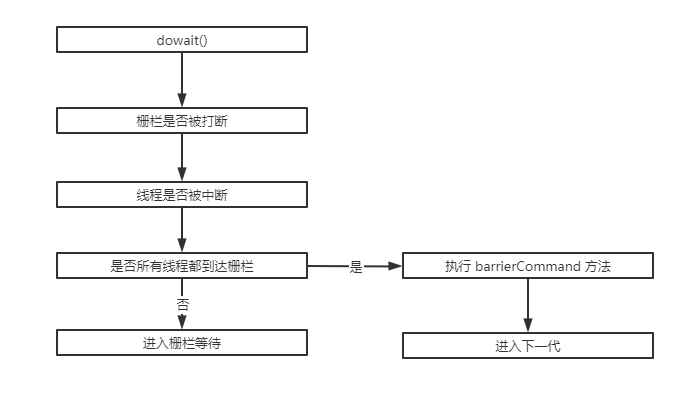 dowait()
栅栏是否被打断
线程是否被中断
是否所有线程都到达栅栏
是
执行 barrierCommand 方法
否
进入栅栏等待
进入下一代